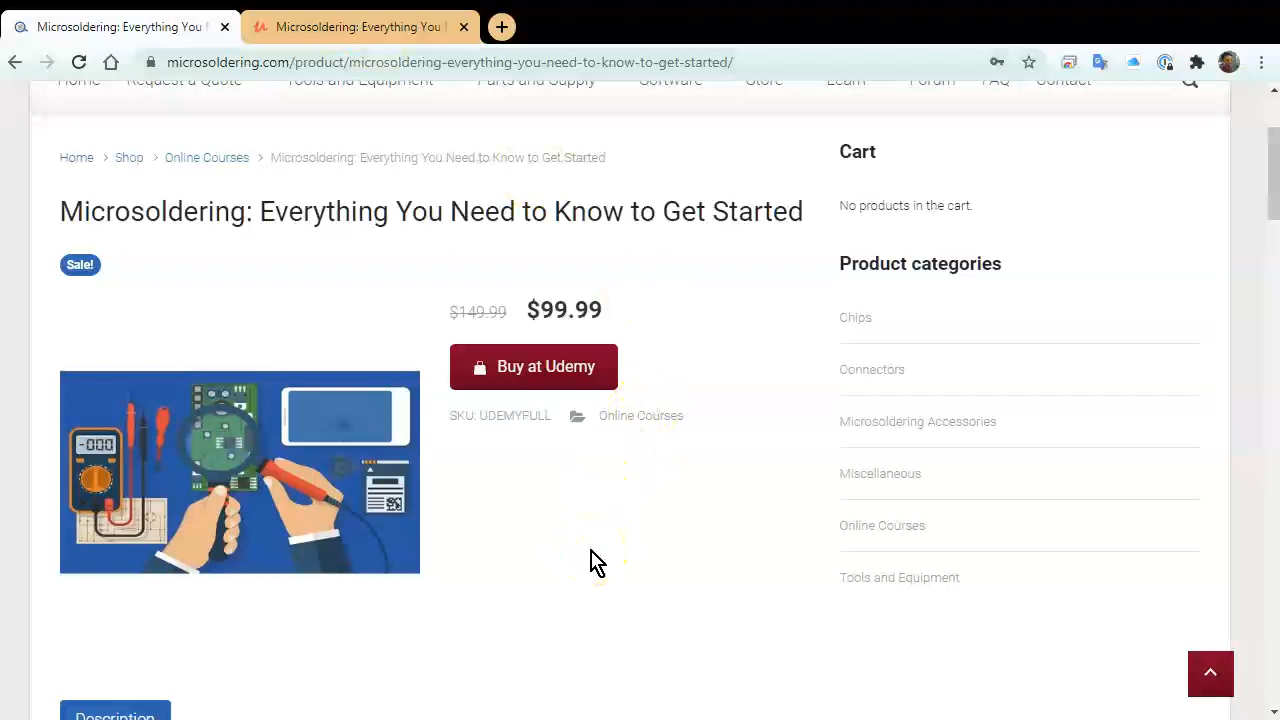 Microsoldering: Everything You
Microsoldering: Everything You
microsoldering.com/product/microsoldering-everything-you-need-to-know-to-get-started/
Home Request a Quote Tools and Equipment Parts and Supply Software Store Learn Forum FAQ Contact
Home > Shop > Online Courses > Microsoldering: Everything You Need to Know to Get Started
Microsoldering: Everything You Need to Know to Get Started
Sale!
$149.99 $99.99
Buy at Udemy
SKU: UDEMYFULL Online Courses
-000
Description
Cart
No products in the cart.
Product categories
Chips
Connectors
Microsoldering Accessories
Miscellaneous
Online Courses
Tools and Equipment